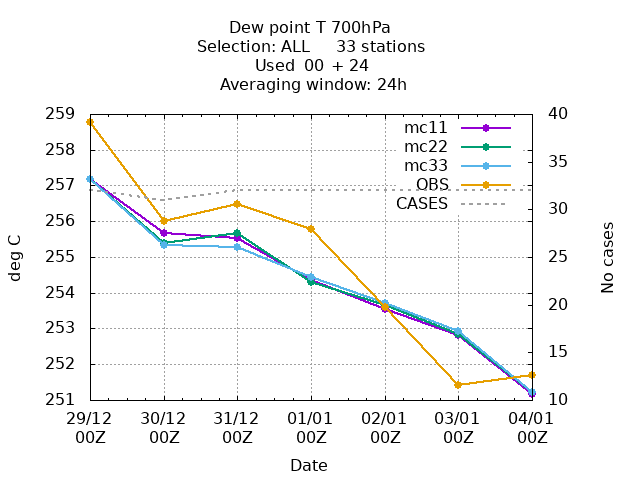 Dew point T 700hPa
Selection: ALL 33 stations
Used 00 + 24
Averaging window: 24h
259
258
257
256
255
254
253
252
251
deg C
40
35
30
25
20
15
10
No cases
mc11
mc22
mc33
OBS
CASES
29/12 30/12 31/12 01/01 02/01 03/01 04/01
00Z 00Z 00Z 00Z 00Z 00Z 00Z
Date